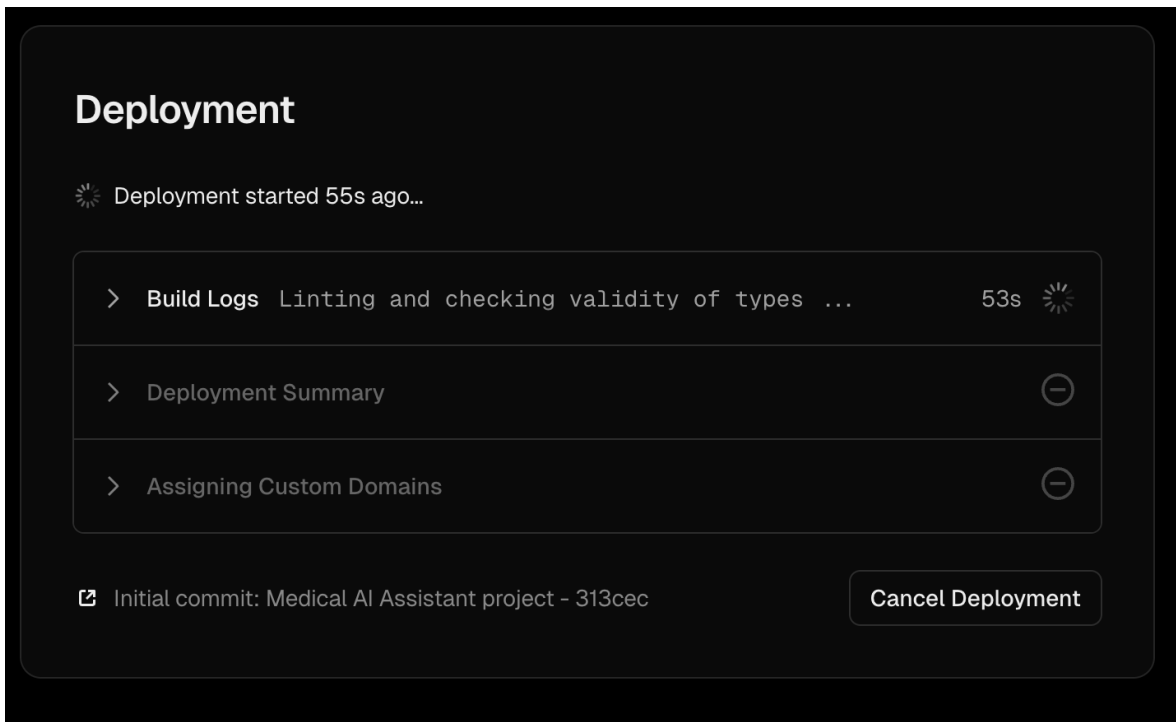 Deployment
Deployment started 55s ago...
Build Logs Linting and checking validity of types ... 53s
Deployment Summary
Assigning Custom Domains
Initial commit: Medical AI Assistant project - 313cec
Cancel Deployment